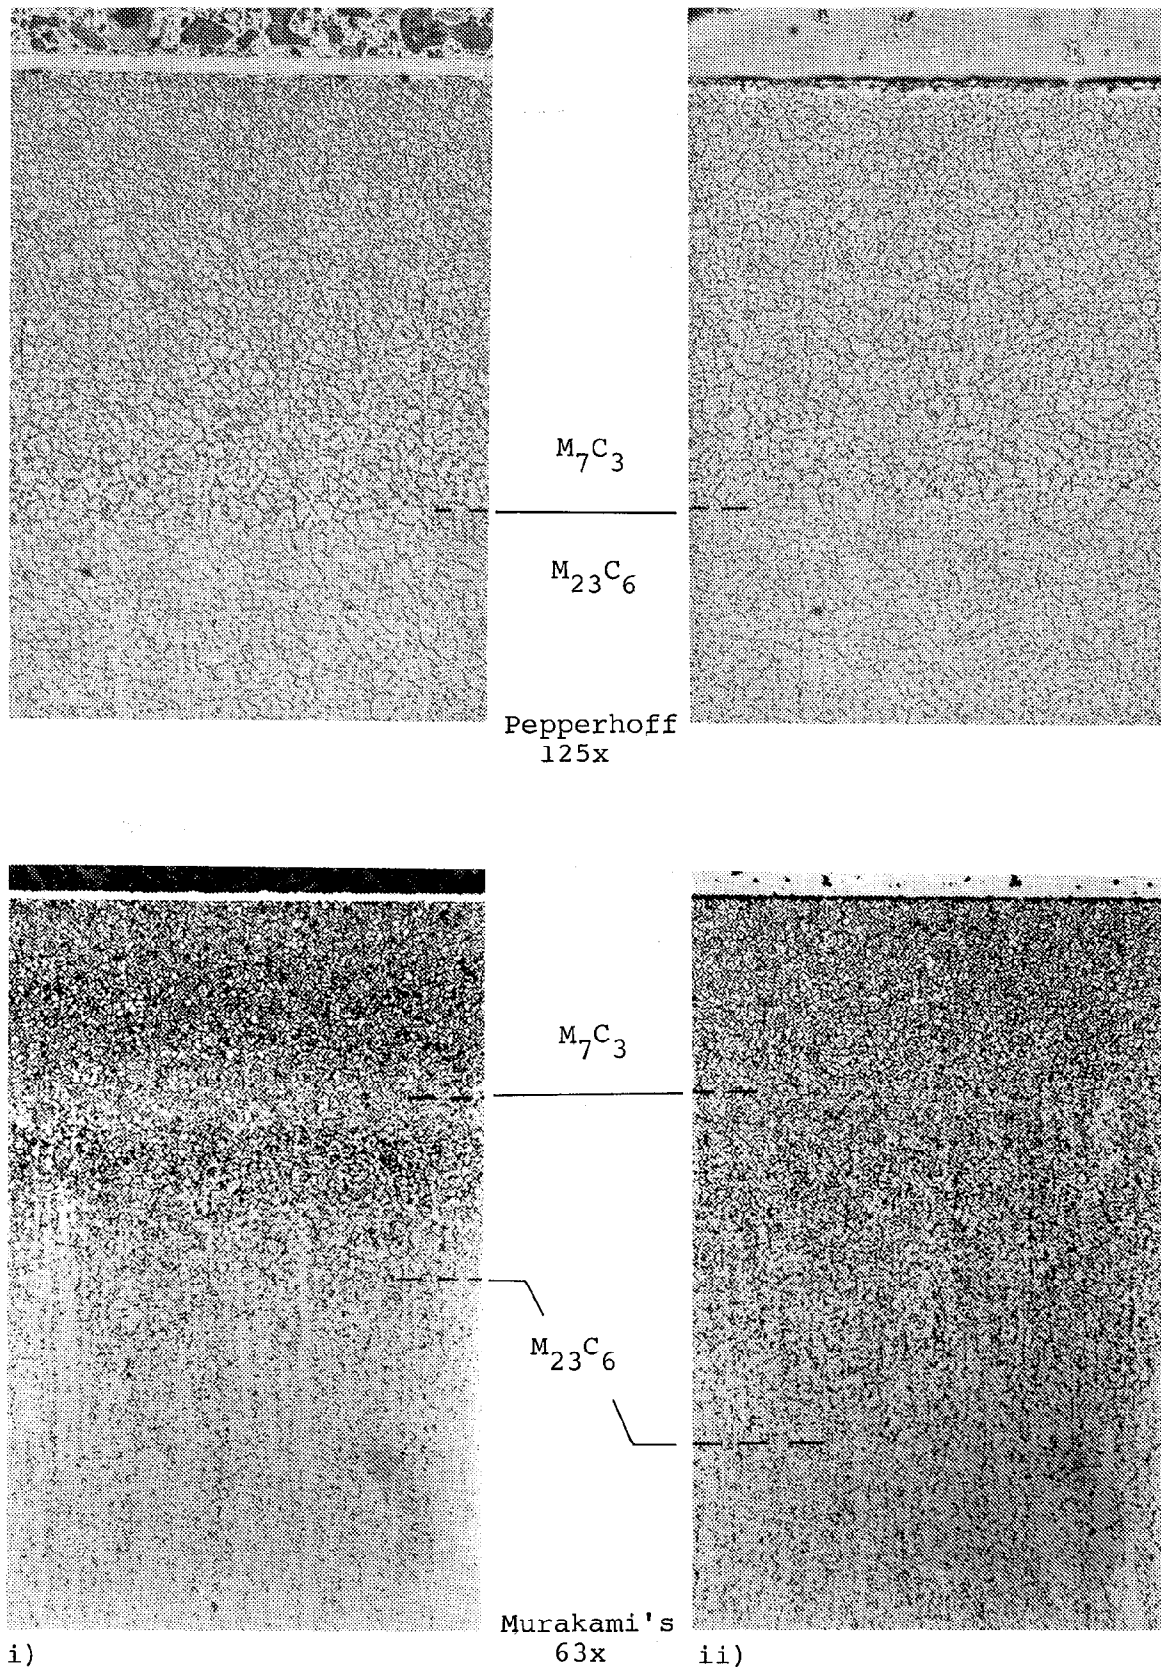 M7C3
M23C6
Pepperhoff
125x
M7C3
M23C6
Murakami's
i) 63x ii)